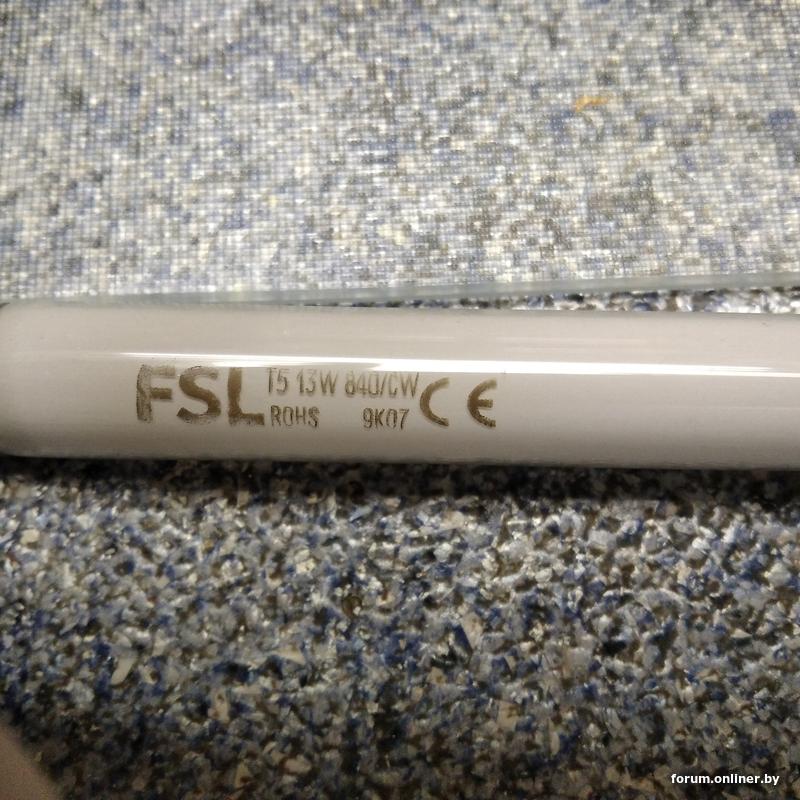 FSL T5 13W 840/CW CE
ROHS 9K07
forum.onliner.by